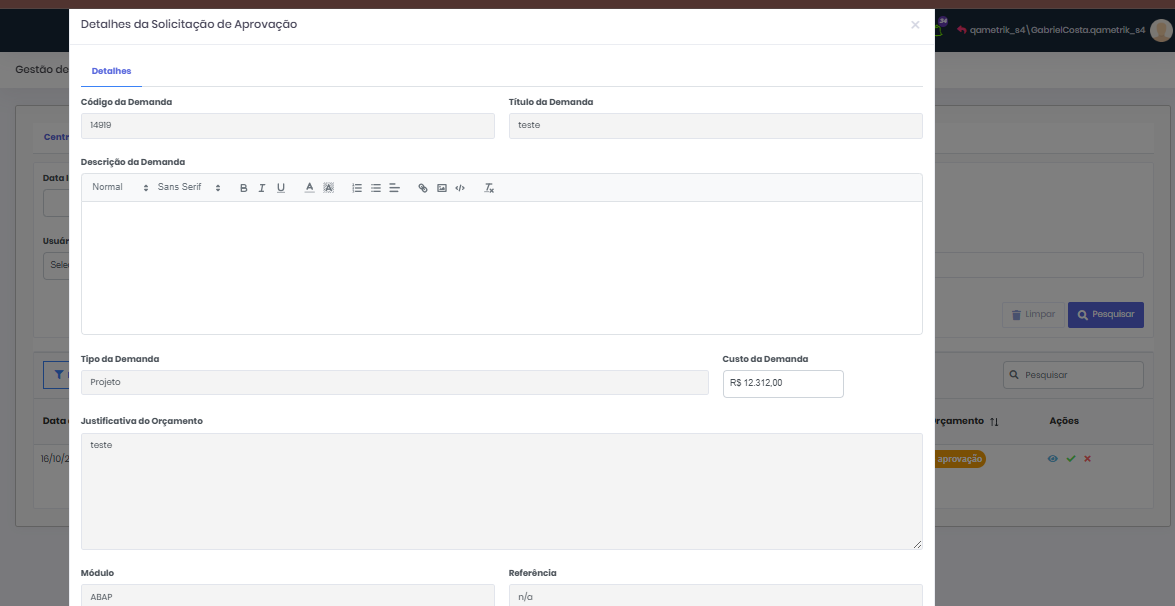 Detalhes da Solicitação de Aprovação ×
34
qametrik_s4\GabrielCosta.qametrik_s4
Gestão de
Detalhes
Código da Demanda Título da Demanda
14919 teste
Centr
Descrição da Demanda
Data I
Normal Sans Serif B I U A A
Usuár
Sele
Limpar Pesquisar
Tipo da Demanda Custo da Demanda
Projeto R$ 12.312,00
Pesquisar
Justificativa do Orçamento
Data rçamento Ações
teste
16/10/2 aprovação
Módulo Referência
ABAP n/a